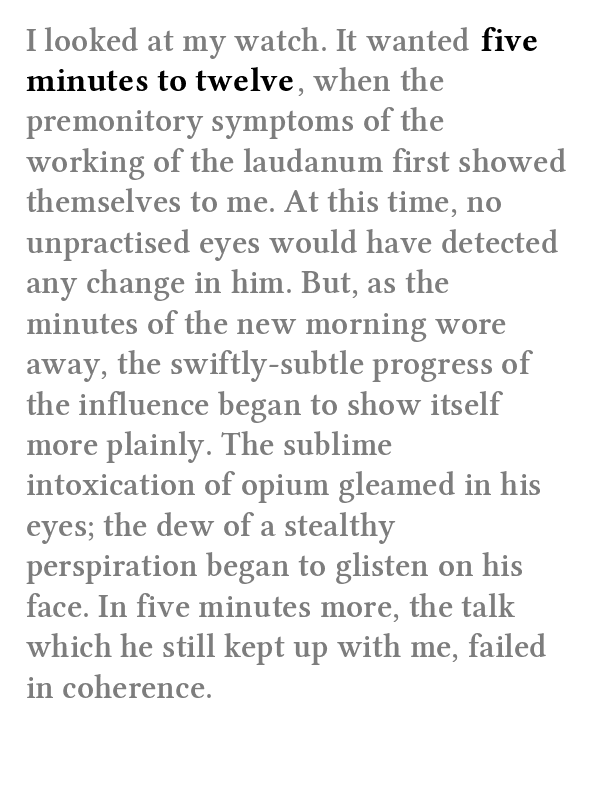 I looked at my watch. It wanted five
minutes to twelve, when the
premonitory symptoms of the
working of the laudanum first showed
themselves to me. At this time, no
unpractised eyes would have detected
any change in him. But, as the
minutes of the new morning wore
away, the swiftly-subtle progress of
the influence began to show itself
more plainly. The sublime
intoxication of opium gleamed in his
eyes; the dew of a stealthy
perspiration began to glisten on his
face. In five minutes more, the talk
which he still kept up with me, failed
in coherence.